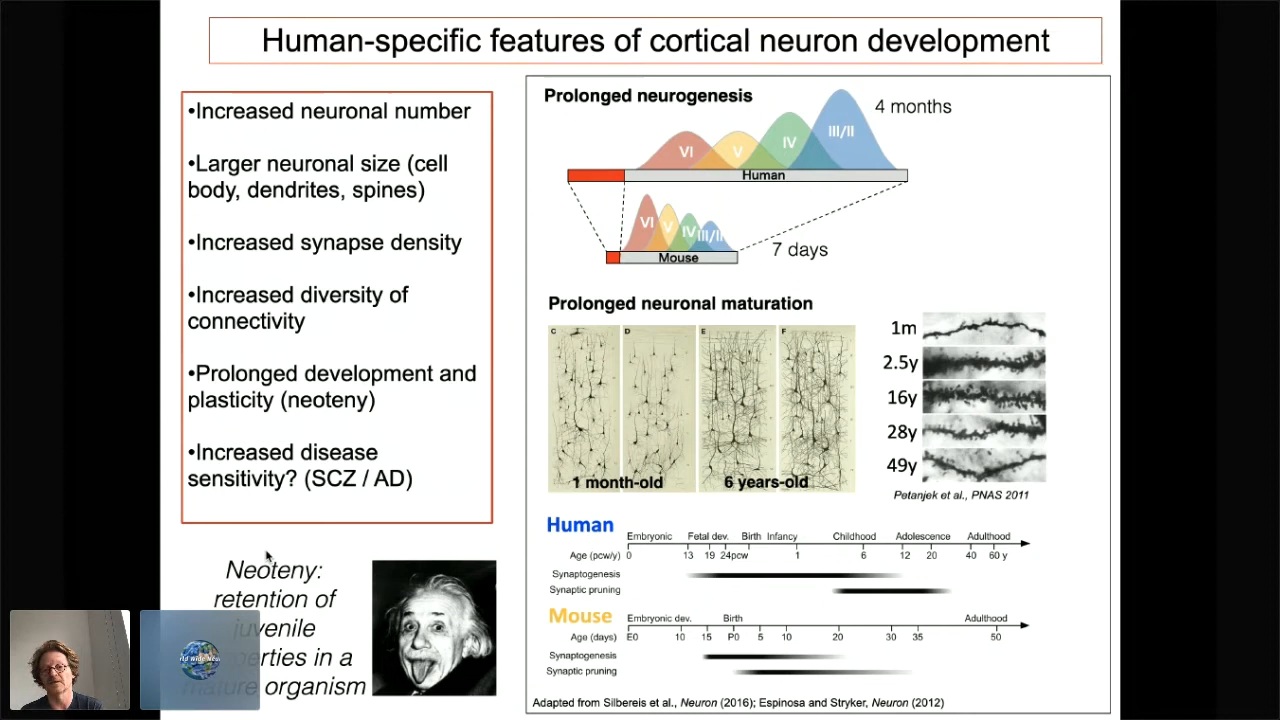 Human-specific features of cortical neuron development
•Increased neuronal number
•Larger neuronal size (cell
body, dendrites, spines)
•Increased synapse density
•Increased diversity of
connectivity
•Prolonged development and
plasticity (neoteny)
•Increased disease
sensitivity? (SCZ / AD)
Neoteny:
retention of
juvenile
properties in a
mature organism
Prolonged neurogenesis
4 months
VI V IV III/II
Human
VI V IV III/II
7 days
Mouse
Prolonged neuronal maturation
C D E F
1 month-old 6 years-old
1m
2.5y
16y
28y
49y
Petanjek et al., PNAS 2011
Human
Embryonic Fetal dev. Birth Infancy Childhood Adolescence Adulthood
Age (pcw/y) 0 13 19 24pcw 1 6 12 20 40 60 y
Synaptogenesis
Synaptic pruning
Mouse
Embryonic dev. Birth Adulthood
Age (days) E0 10 15 P0 5 10 20 30 35 50
Synaptogenesis
Synaptic pruning
Adapted from Silbereis et al., Neuron (2016); Espinosa and Stryker, Neuron (2012)